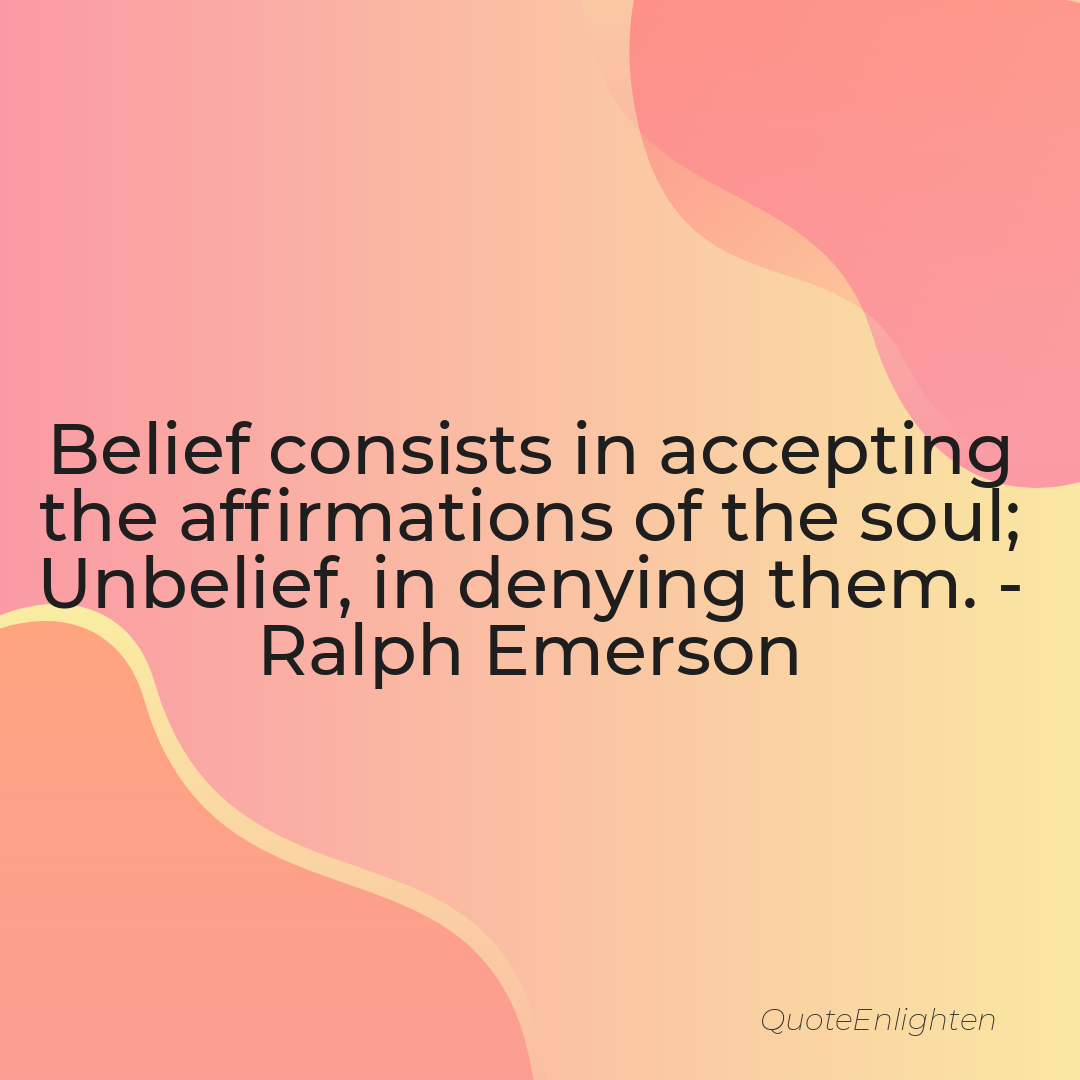 Belief consists in accepting
the affirmations of the soul;
Unbelief, in denying them. -
Ralph Emerson
QuoteEnlighten